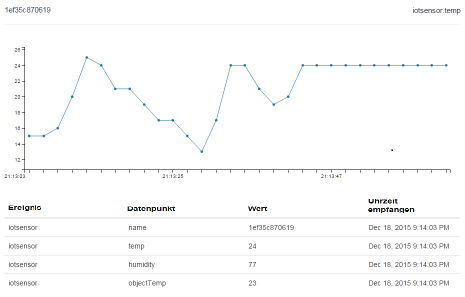 1ef35c870619 iotsensor.temp
26
24
22
20
18
16
14
12
21:13:03 21:13:25 21:13:47
Ereignis Datenpunkt Wert Uhrzeit
empfangen
iotsensor name 1ef35c870619 Dec 18, 2015 9:14:03 PM
iotsensor temp 24 Dec 18, 2015 9:14:03 PM
iotsensor humidity 77 Dec 18, 2015 9:14:03 PM
iotsensor objectTemp 23 Dec 18, 2015 9:14:03 PM